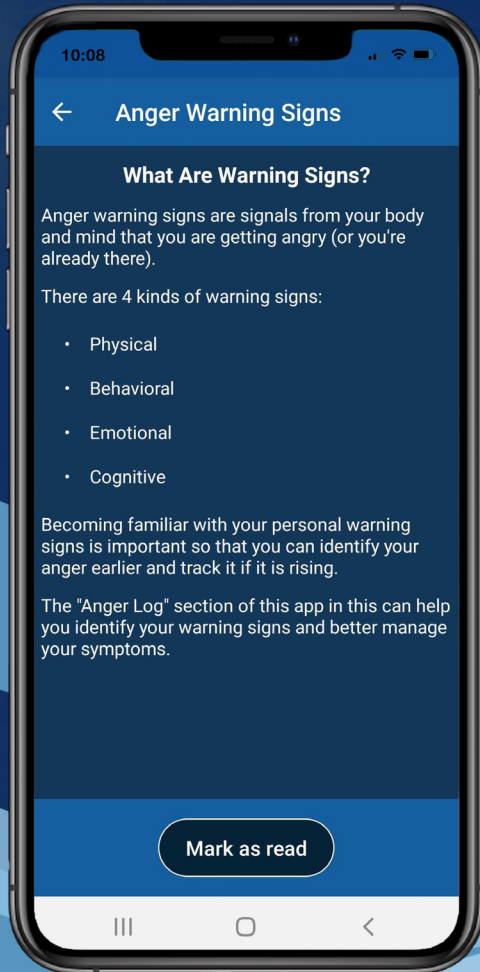 10:08
Anger Warning Signs
What Are Warning Signs?
Anger warning signs are signals from your body
and mind that you are getting angry (or you're
already there).
There are 4 kinds of warning signs:
• Physical
• Behavioral
• Emotional
• Cognitive
Becoming familiar with your personal warning
signs is important so that you can identify your
anger earlier and track it if it is rising.
The "Anger Log" section of this app in this can help
you identify your warning signs and better manage
your symptoms.
Mark as read